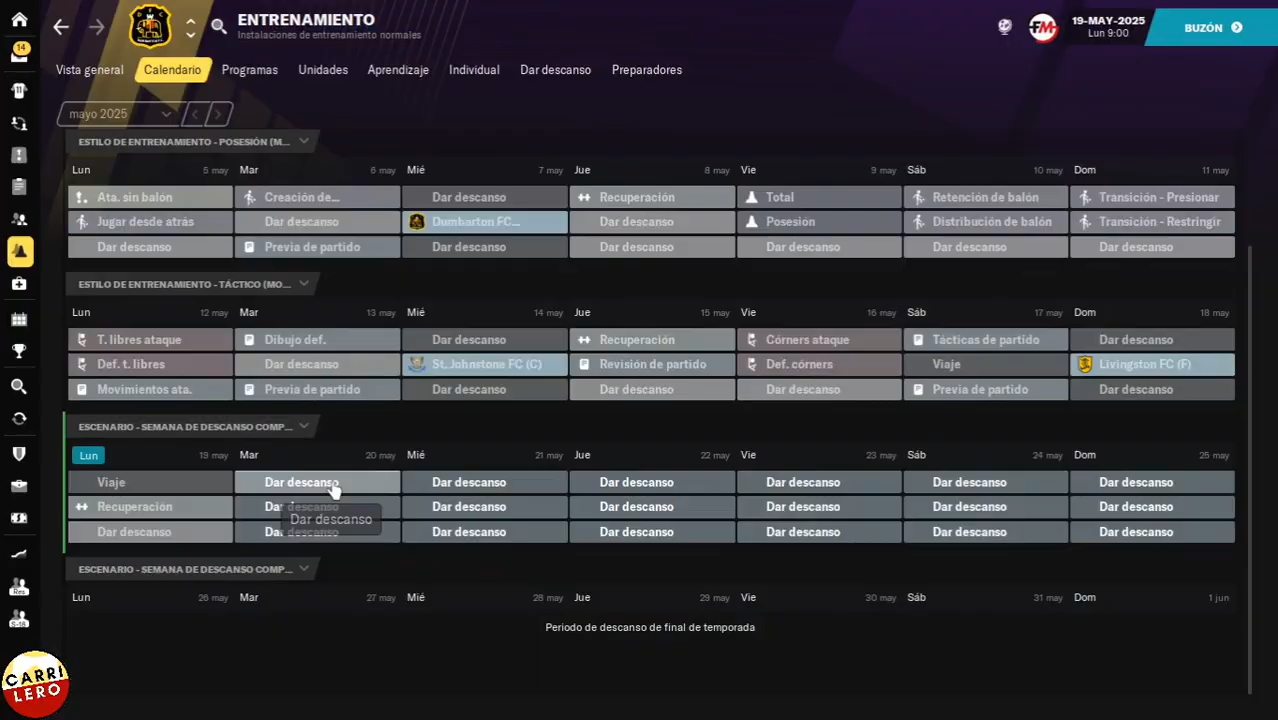 ENTRENAMIENTO
Instalaciones de entrenamiento normales
19-MAY-2025
Lun 9:00
BUZÓN
14
FM
Vista general
Calendario
Programas
Unidades
Aprendizaje
Individual
Dar descanso
Preparadores
mayo 2025
ESTILO DE ENTRENAMIENTO - POSESIÓN (M...
Lun 5 may Mar 6 may Mié 7 may Jue 8 may Vie 9 may Sáb 10 may Dom 11 may
Ata. sin balón Creación de... Dar descanso Recuperación Total Retención de balón Transición - Presionar
Jugar desde atrás Dar descanso Dumbarton FC... Dar descanso Posesión Distribución de balón Transición - Restringir
Dar descanso Previa de partido Dar descanso Dar descanso Dar descanso Dar descanso Dar descanso
ESTILO DE ENTRENAMIENTO - TÁCTICO (MO...
Lun 12 may Mar 13 may Mié 14 may Jue 15 may Vie 16 may Sáb 17 may Dom 18 may
T. libres ataque Dibujo def. Dar descanso Recuperación Córners ataque Tácticas de partido Dar descanso
Def. t. libres Dar descanso St. Johnstone FC (C) Revisión de partido Def. córners Viaje Livingston FC (F)
Movimientos ata. Previa de partido Dar descanso Dar descanso Dar descanso Previa de partido Dar descanso
ESCENARIO - SEMANA DE DESCANSO COMP...
Lun 19 may Mar 20 may Mié 21 may Jue 22 may Vie 23 may Sáb 24 may Dom 25 may
Viaje Dar descanso Dar descanso Dar descanso Dar descanso Dar descanso Dar descanso
Recuperación Dar descanso Dar descanso Dar descanso Dar descanso Dar descanso Dar descanso
Dar descanso
Dar descanso Dar descanso Dar descanso Dar descanso Dar descanso Dar descanso Dar descanso
ESCENARIO - SEMANA DE DESCANSO COMP...
Lun 26 may Mar 27 may Mié 28 may Jue 29 may Vie 30 may Sáb 31 may Dom 1 jun
Periodo de descanso de final de temporada
Res
S-18
CARRI
LERO